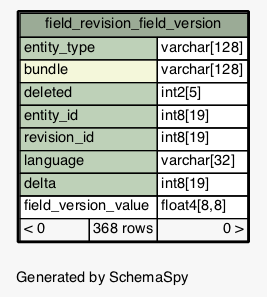 field_revision_field_version
entity_type varchar[128]
bundle varchar[128]
deleted int2[5]
entity_id int8[19]
revision_id int8[19]
language varchar[32]
delta int8[19]
field_version_value float4[8,8]
< 0 368 rows 0 >
Generated by SchemaSpy